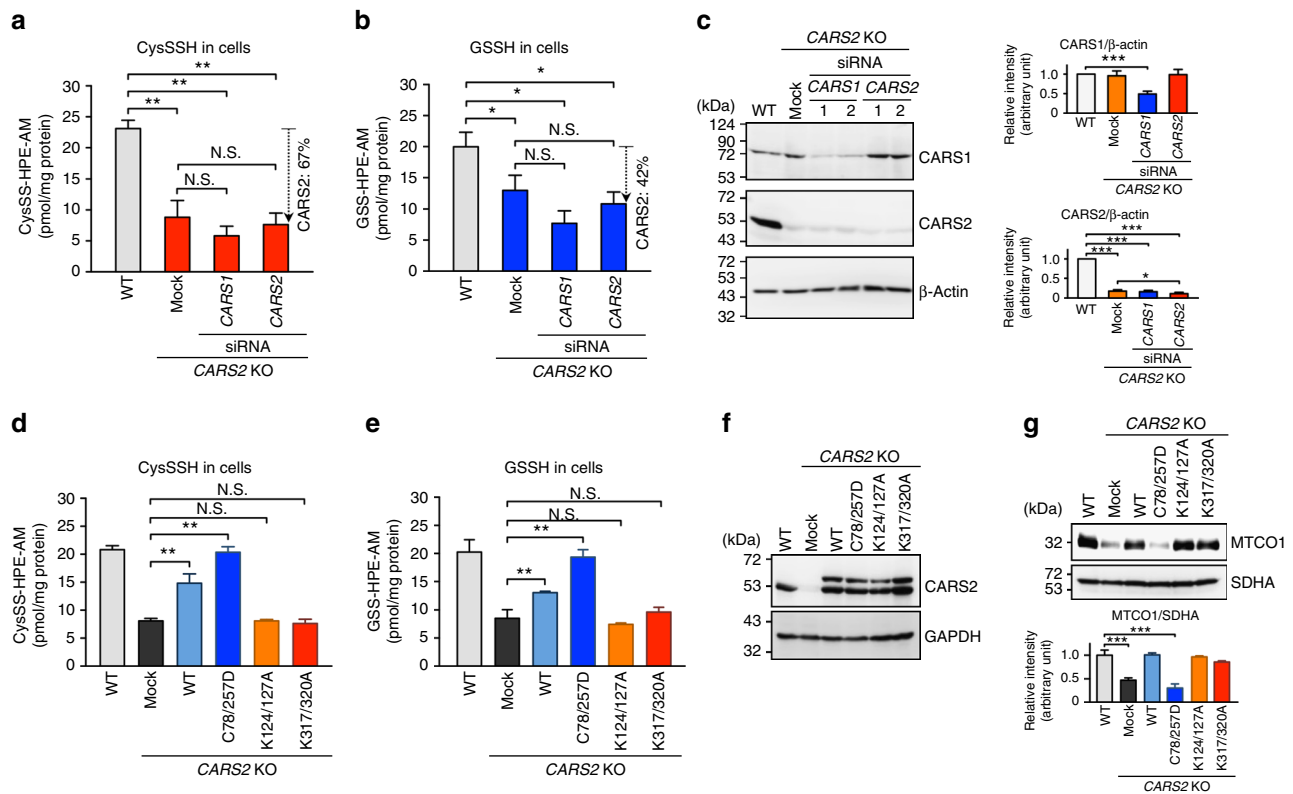 a
CysSSH in cells
CysSS-HPE-AM
(pmol/mg protein)
30
25
20
15
10
5
0
**
**
**
N.S.
N.S.
CARS2: 67%
WT
Mock
CARS1
CARS2
siRNA
CARS2 KO
b
GSSH in cells
GSS-HPE-AM
(pmol/mg protein)
30
25
20
15
10
5
0
*
*
*
N.S.
N.S.
CARS2: 42%
WT
Mock
CARS1
CARS2
siRNA
CARS2 KO
c
CARS2 KO
siRNA
CARS1 CARS2
(kDa) WT Mock 1 2 1 2
124
90
72
53
CARS1
72
53
43
CARS2
72
53
43
32
β-Actin
CARS1/β-actin
Relative intensity
(arbitrary unit)
1.0
0.5
0
***
WT
Mock
CARS1
CARS2
siRNA
CARS2 KO
CARS2/β-actin
Relative intensity
(arbitrary unit)
1.0
0.5
0
***
***
***
*
WT
Mock
CARS1
CARS2
siRNA
CARS2 KO
d
CysSSH in cells
CysSS-HPE-AM
(pmol/mg protein)
30
25
20
15
10
5
0
N.S.
N.S.
**
**
WT
Mock
WT
C78/257D
K124/127A
K317/320A
CARS2 KO
e
GSSH in cells
GSS-HPE-AM
(pmol/mg protein)
30
25
20
15
10
5
0
N.S.
N.S.
**
**
WT
Mock
WT
C78/257D
K124/127A
K317/320A
CARS2 KO
f
CARS2 KO
(kDa)
WT
Mock
WT
C78/257D
K124/127A
K317/320A
72
53
CARS2
43
32
GAPDH
g
CARS2 KO
(kDa)
WT
Mock
WT
C78/257D
K124/127A
K317/320A
32
MTCO1
72
53
SDHA
MTCO1/SDHA
Relative intensity
(arbitrary unit)
1.0
0.5
0
***
***
WT
Mock
WT
C78/257D
K124/127A
K317/320A
CARS2 KO